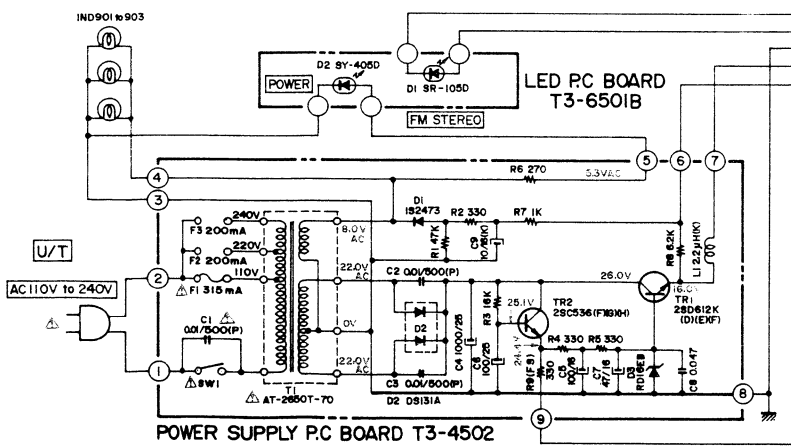 IND901 to 903
D2 SY-405D
POWER
D1 SR-105D
FM STEREO
LED P.C BOARD
T3-6501B
5
6
7
4
3
R6 270
5.3VAC
D1
1S2473
R2 330
R7 1K
240V
F3 200mA
220V
F2 200mA
110V
F1 315mA
8.0V
AC
R1 47K
C9
10/16(K)
R8 8.2K
L1 2.2μH(K)
U/T
2
AC110V to 240V
22.0V
AC
C2 0.01/500(P)
26.0V
16.0V
TR1
2SD612K
(D)(E)(F)
R3 16K
25.1V
TR2
2SC536(F)(G)(H)
C1
0.01/500(P)
0V
D2
C4 1000/25
C6
100/25
24.4V
R4 330
R5 330
R9(FS)
330
C5
100/16
C7
47/16
D3
RD16EB
C8 0.047
1
SW1
22.0V
AC
C3 0.01/500(P)
T1
AT-2650T-70
D2 DS131A
8
9
POWER SUPPLY P.C BOARD T3-4502